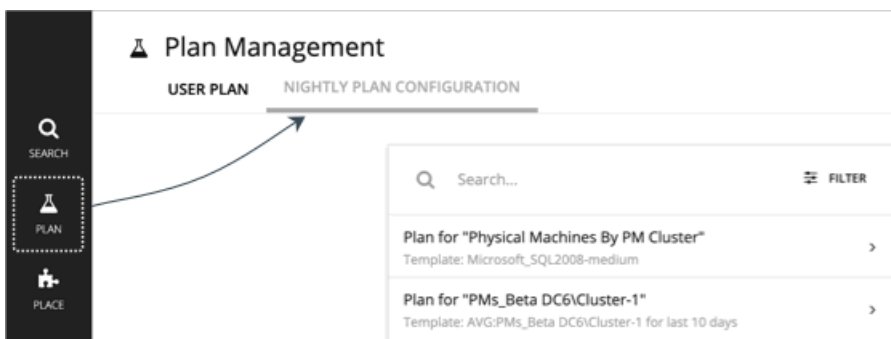 Plan Management
USER PLAN
NIGHTLY PLAN CONFIGURATION
SEARCH
PLAN
PLACE
Search...
FILTER
Plan for "Physical Machines By PM Cluster"
Template: Microsoft_SQL2008-medium
Plan for "PMs_Beta DC6\Cluster-1"
Template: AVG:PMs_Beta DC6\Cluster-1 for last 10 days